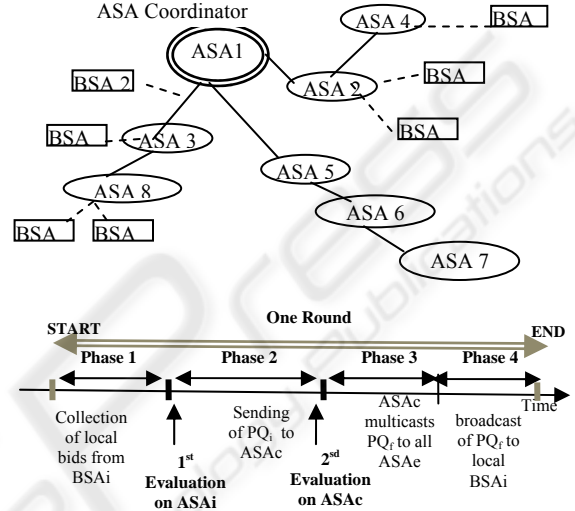 ASA Coordinator
ASA1
ASA 4
BSA
BSA 2
ASA 2
BSA
BSA
ASA 3
BSA
ASA 5
ASA 8
ASA 6
BSA
BSA
ASA 7
One Round
START
END
Phase 1
Phase 2
Phase 3
Phase 4
Time
Collection
of local
bids from
BSAi
Sending
of PQi to
ASAc
ASAc
multicasts
PQf to all
ASAe
broadcast
of PQf to
local
BSAi
1st
Evaluation
on ASAi
2sd
Evaluation
on ASAc